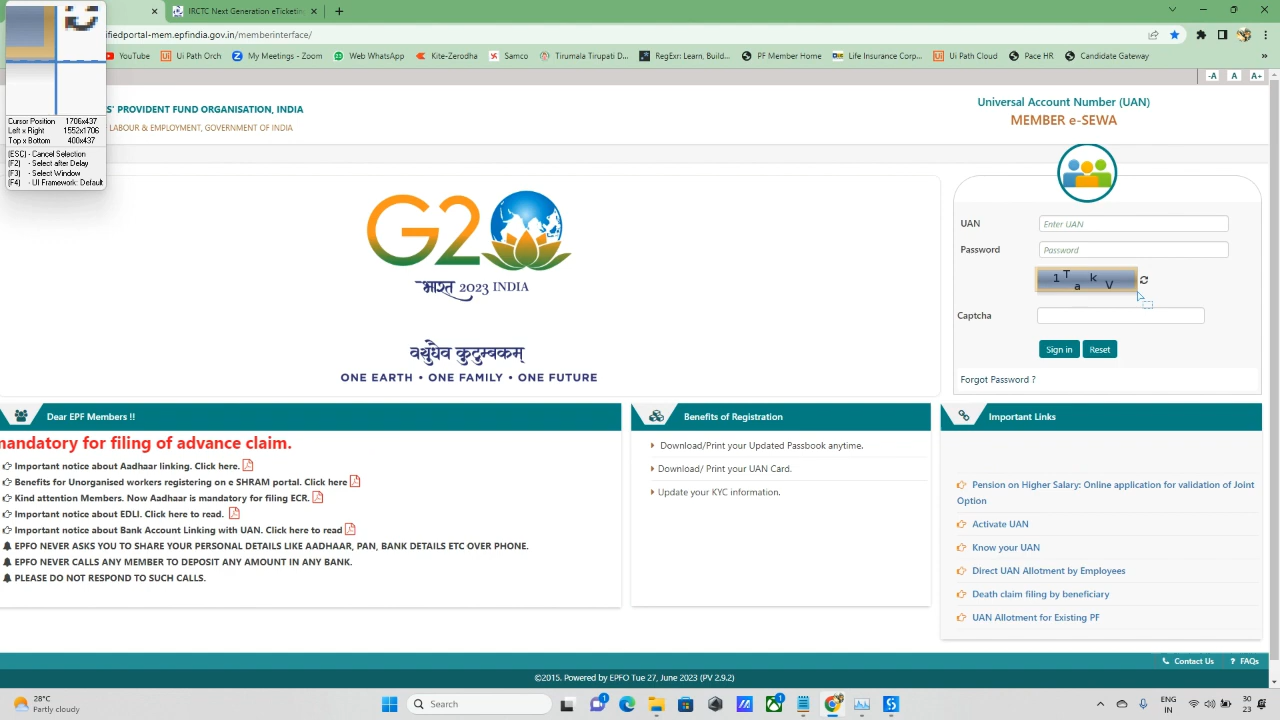 IRCTC Next Generation eTicketing
fiedportal-mem.epfindia.gov.in/memberinterface/
YouTube
Ui Path Oru
My Meetings - Zoom
Web WhatsApp
Kite-Zerodha
Samco
Tirumala Tirupati D...
RegExr: Learn, Build...
PF Member Home
Life Insurance Corp...
Ui Path Cloud
Pace HR
Candidate Gateway
»
-A A A+
Cursor Position 1706x437
Left x Right 1552x1706
Top x Bottom 400x437
(ESC) - Cancel Selection
(F2) - Select after Delay
(F3) - Select Window
(F4) - UI Framework: Default
S' PROVIDENT FUND ORGANISATION, INDIA
LABOUR & EMPLOYMENT, GOVERNMENT OF INDIA
Universal Account Number (UAN)
MEMBER e-SEWA
G20
भारत 2023 INDIA
वसुधैव कुटुम्बकम्
ONE EARTH • ONE FAMILY • ONE FUTURE
UAN Enter UAN
Password Password
1 T a k V
Captcha
Sign in Reset
Forgot Password ?
Dear EPF Members !!
mandatory for filing of advance claim.
Important notice about Aadhaar linking. Click here.
Benefits for Unorganised workers registering on e SHRAM portal. Click here
Kind attention Members. Now Aadhaar is mandatory for filing ECR.
Important notice about EDLI. Click here to read.
Important notice about Bank Account Linking with UAN. Click here to read
EPFO NEVER ASKS YOU TO SHARE YOUR PERSONAL DETAILS LIKE AADHAAR, PAN, BANK DETAILS ETC OVER PHONE.
EPFO NEVER CALLS ANY MEMBER TO DEPOSIT ANY AMOUNT IN ANY BANK.
PLEASE DO NOT RESPOND TO SUCH CALLS.
Benefits of Registration
Download/Print your Updated Passbook anytime.
Download/ Print your UAN Card.
Update your KYC information.
Important Links
Pension on Higher Salary: Online application for validation of Joint
Option
Activate UAN
Know your UAN
Direct UAN Allotment by Employees
Death claim filing by beneficiary
UAN Allotment for Existing PF
Contact Us ? FAQs
©2015. Powered by EPFO Tue 27, June 2023 (PV 2.9.2)
28°C
Partly cloudy
Search
1
1
ENG
IN
30
23